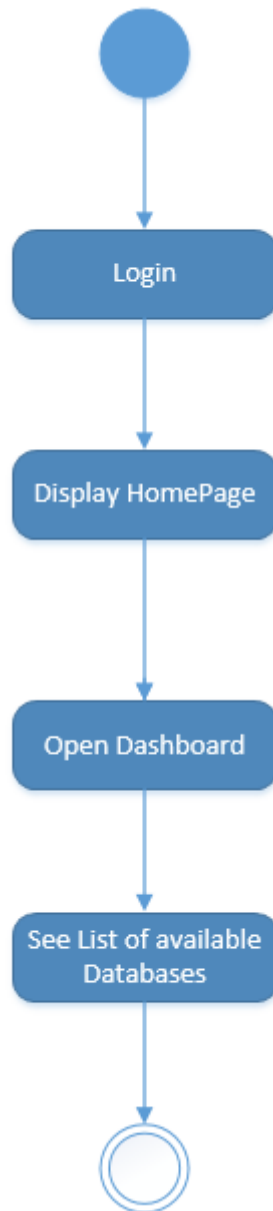 Login
Display HomePage
Open Dashboard
See List of available
Databases